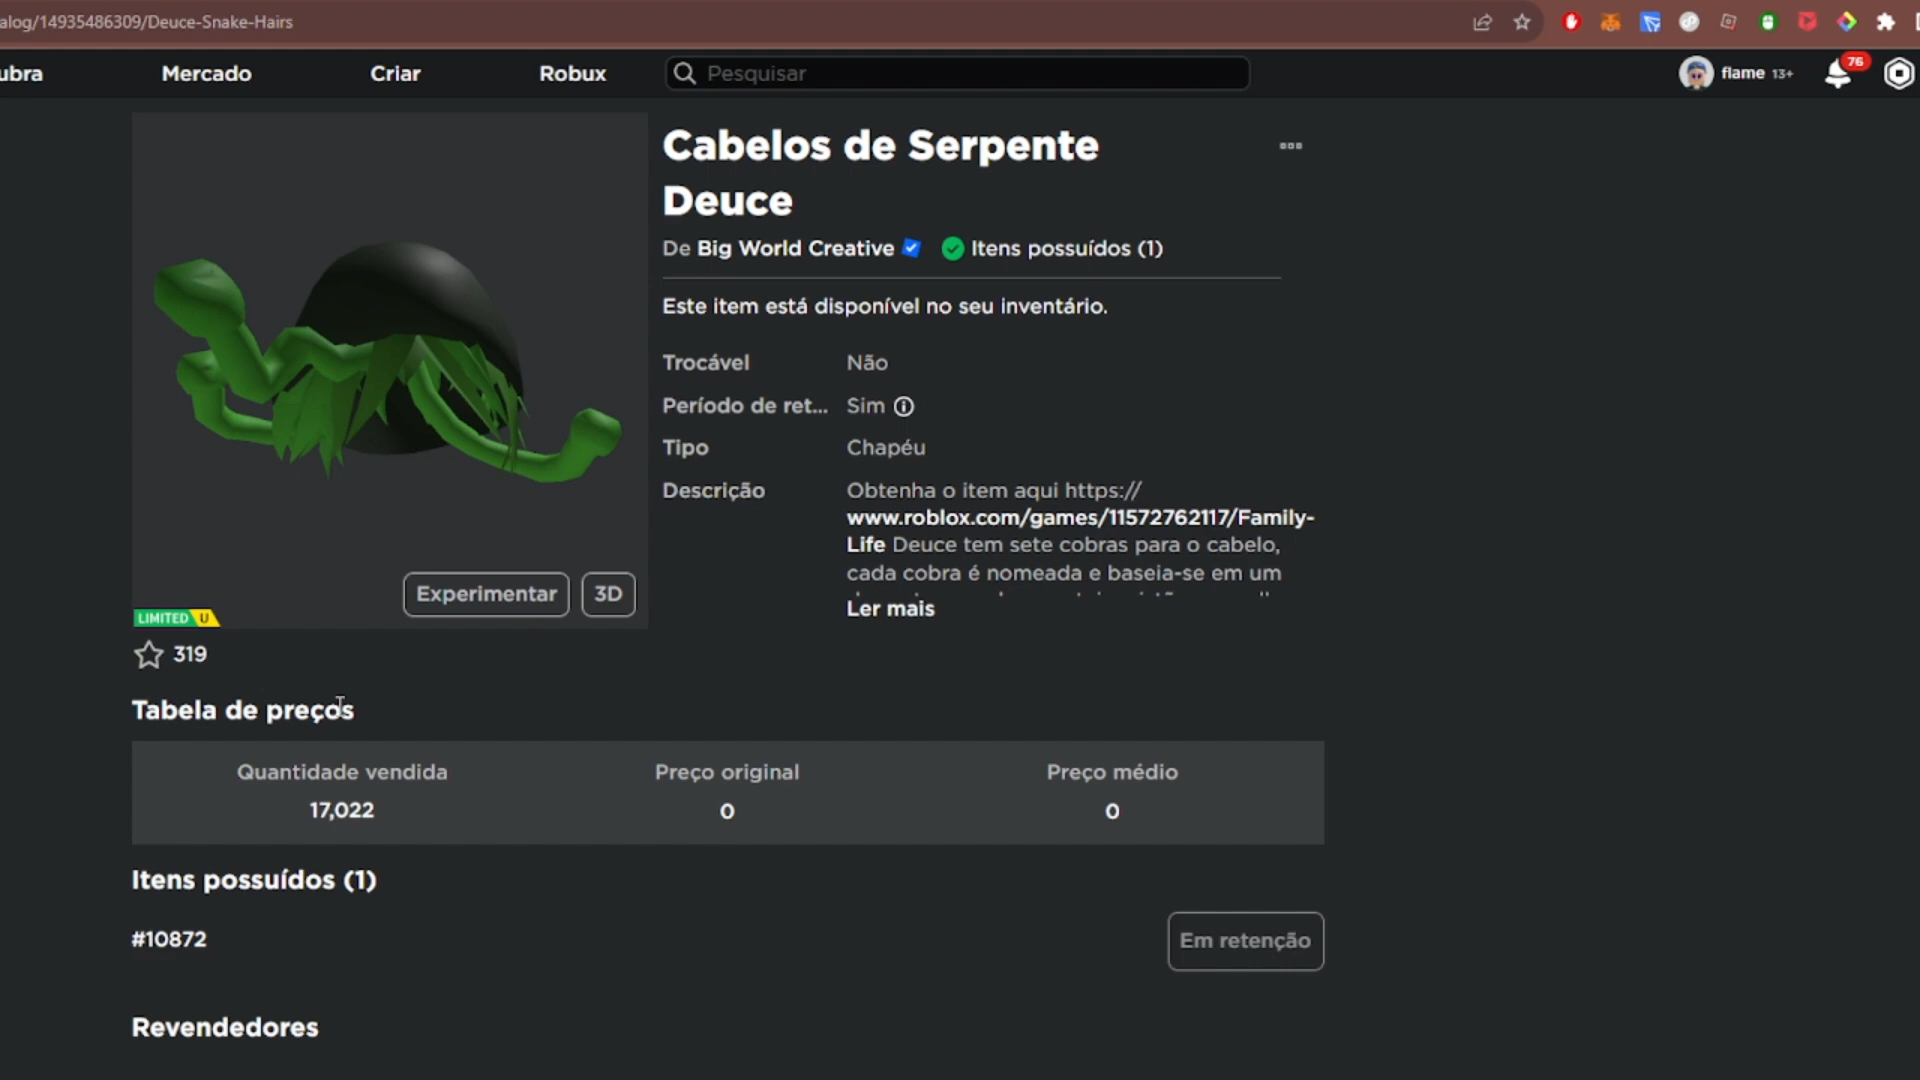 alog/14935486309/Deuce-Snake-Hairs
ubra
Mercado
Criar
Robux
Pesquisar
flame 13+
76
Cabelos de Serpente
Deuce
De Big World Creative
Itens possuídos (1)
Este item está disponível no seu inventário.
Trocável
Não
Período de ret...
Sim
Tipo
Chapéu
Descrição
Obtenha o item aqui https://
www.roblox.com/games/11572762117/Family-
Life Deuce tem sete cobras para o cabelo,
cada cobra é nomeada e baseia-se em um
Ler mais
Experimentar
3D
LIMITED U
319
Tabela de preços
Quantidade vendida
Preço original
Preço médio
17,022
0
0
Itens possuídos (1)
#10872
Em retenção
Revendedores